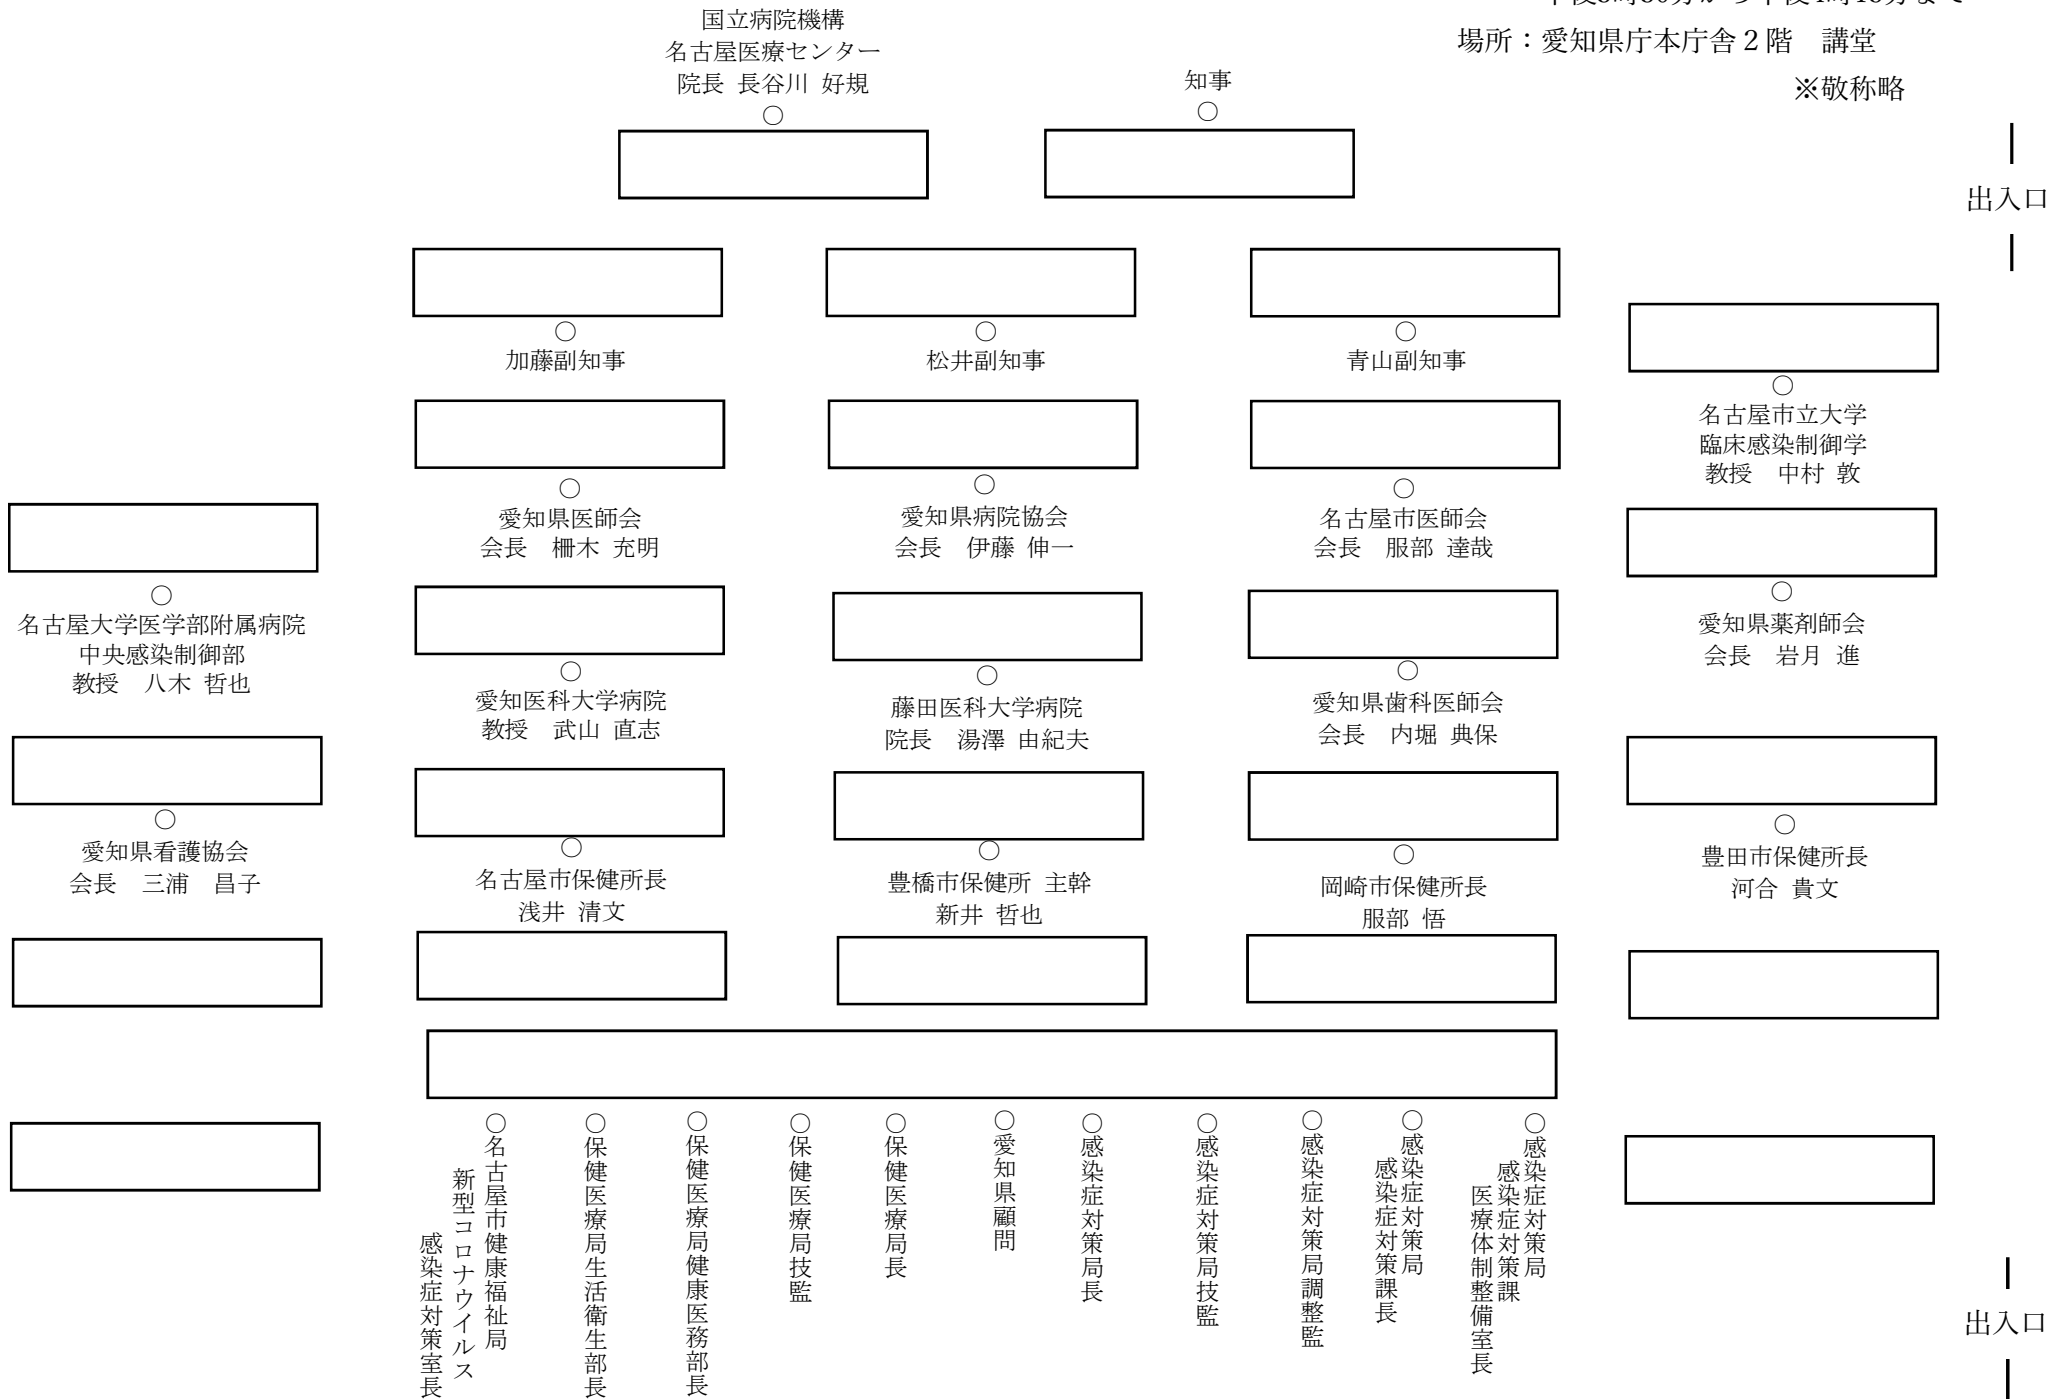 国立病院機構
名古屋医療センター
院長 長谷川 好規
○
知事
○
場所：愛知県庁本庁舎２階　講堂
※敬称略
出入口
○
加藤副知事
○
松井副知事
○
青山副知事
○
名古屋市立大学
臨床感染制御学
教授　中村 敦
○
愛知県医師会
会長　柵木 充明
○
愛知県病院協会
会長　伊藤 伸一
○
名古屋市医師会
会長　服部 達哉
○
名古屋大学医学部附属病院
中央感染制御部
教授　八木 哲也
○
愛知県薬剤師会
会長　岩月 進
○
愛知医科大学病院
教授　武山 直志
○
藤田医科大学病院
院長　湯澤 由紀夫
○
愛知県歯科医師会
会長　内堀 典保
○
愛知県看護協会
会長　三浦　昌子
○
名古屋市保健所長
浅井 清文
○
豊橋市保健所 主幹
新井 哲也
○
岡崎市保健所長
服部 悟
○
豊田市保健所長
河合 貴文
○名古屋市健康福祉局
新型コロナウイルス
感染症対策室長
○保健医療局生活衛生部長
○保健医療局健康医務部長
○保健医療局技監
○保健医療局長
○愛知県顧問
○感染症対策局長
○感染症対策局技監
○感染症対策局調整監
○感染症対策局
感染症対策課長
○感染症対策局
感染症対策課
医療体制整備室長
出入口